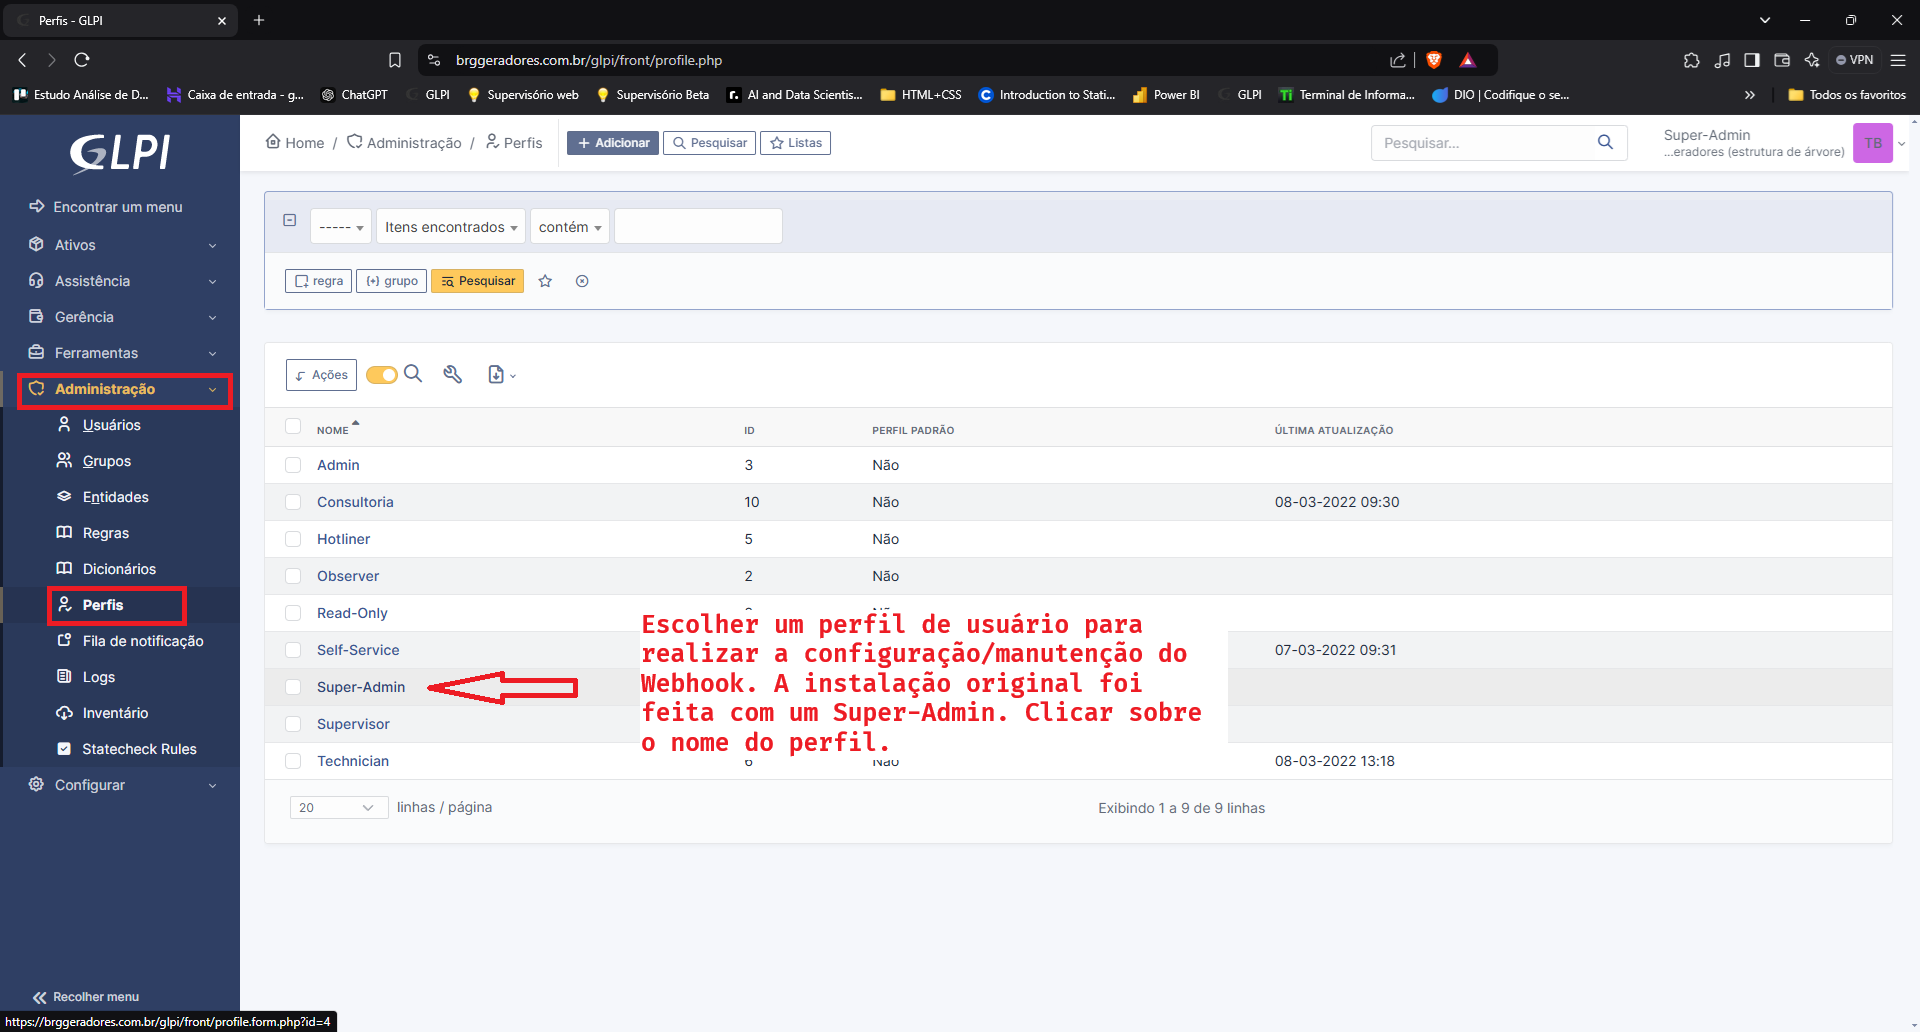 Perfis - GLPI
brggeradores.com.br/glpi/front/profile.php
VPN
Estudo Análise de D...
Caixa de entrada - g...
ChatGPT
GLPI
Supervisório web
Supervisório Beta
AI and Data Scientis...
HTML+CSS
Introduction to Stati...
Power BI
GLPI
Terminal de Informa...
DIO | Codifique o se...
Todos os favoritos
GLPI
Home / Administração / Perfis
Adicionar
Pesquisar
Listas
Pesquisar...
Super-Admin
...eradores (estrutura de árvore)
TB
Encontrar um menu
Ativos
Assistência
Gerência
Ferramentas
Administração
Usuários
Grupos
Entidades
Regras
Dicionários
Perfis
Fila de notificação
Logs
Inventário
Statecheck Rules
Configurar
Recolher menu
----- Itens encontrados contém
regra grupo Pesquisar
Ações
NOME ID PERFIL PADRÃO ÚLTIMA ATUALIZAÇÃO
Admin 3 Não
Consultoria 10 Não 08-03-2022 09:30
Hotliner 5 Não
Observer 2 Não
Read-Only
Self-Service 07-03-2022 09:31
Super-Admin
Supervisor
Technician 6 Não 08-03-2022 13:18
Escolher um perfil de usuário para
realizar a configuração/manutenção do
Webhook. A instalação original foi
feita com um Super-Admin. Clicar sobre
o nome do perfil.
20 linhas / página
Exibindo 1 a 9 de 9 linhas
https://brggeradores.com.br/glpi/front/profile.form.php?id=4